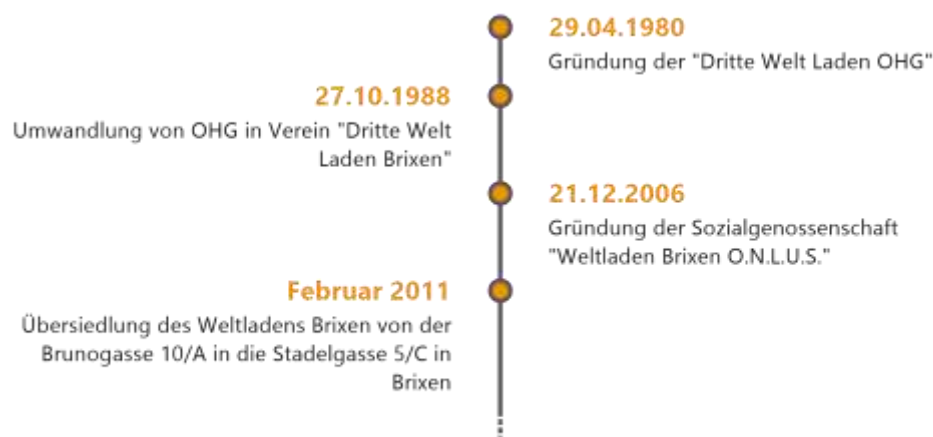 29.04.1980
Gründung der "Dritte Welt Laden OHG"
27.10.1988
Umwandlung von OHG in Verein "Dritte Welt
Laden Brixen"
21.12.2006
Gründung der Sozialgenossenschaft
"Weltladen Brixen O.N.L.U.S."
Februar 2011
Übersiedlung des Weltladens Brixen von der
Brunogasse 10/A in die Stadelgasse 5/C in
Brixen